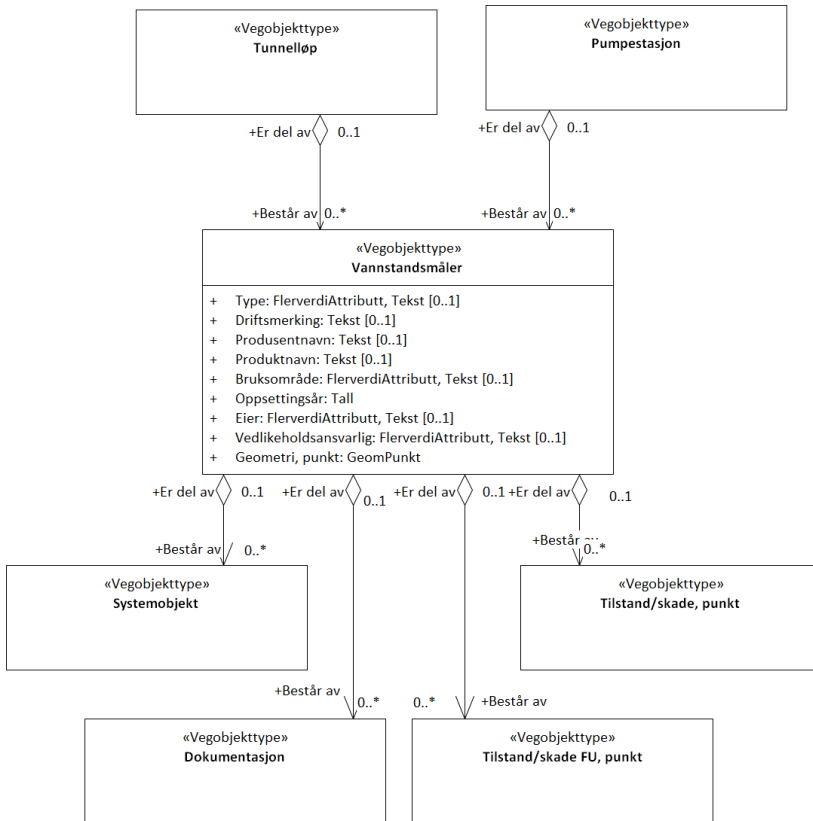 «Vegobjekttype»
Tunnelløp
«Vegobjekttype»
Pumpestasjon
+Er del av 0..1
+Er del av 0..1
+Består av 0..*
+Består av 0..*
«Vegobjekttype»
Vannstandsmåler
+ Type: FlerverdiAttributt, Tekst [0..1]
+ Driftsmerking: Tekst [0..1]
+ Produsentnavn: Tekst [0..1]
+ Produktnavn: Tekst [0..1]
+ Bruksområde: FlerverdiAttributt, Tekst [0..1]
+ Oppsettingsår: Tall
+ Eier: FlerverdiAttributt, Tekst [0..1]
+ Vedlikeholdsansvarlig: FlerverdiAttributt, Tekst [0..1]
+ Geometri, punkt: GeomPunkt
+Er del av 0..1
+Er del av 0..1
0..1 +Er del av
+Er del av 0..1
+Består av 0..*
+Består 0..*
«Vegobjekttype»
Systemobjekt
«Vegobjekttype»
Tilstand/skade, punkt
+Består av 0..*
0..* +Består av
«Vegobjekttype»
Dokumentasjon
«Vegobjekttype»
Tilstand/skade FU, punkt